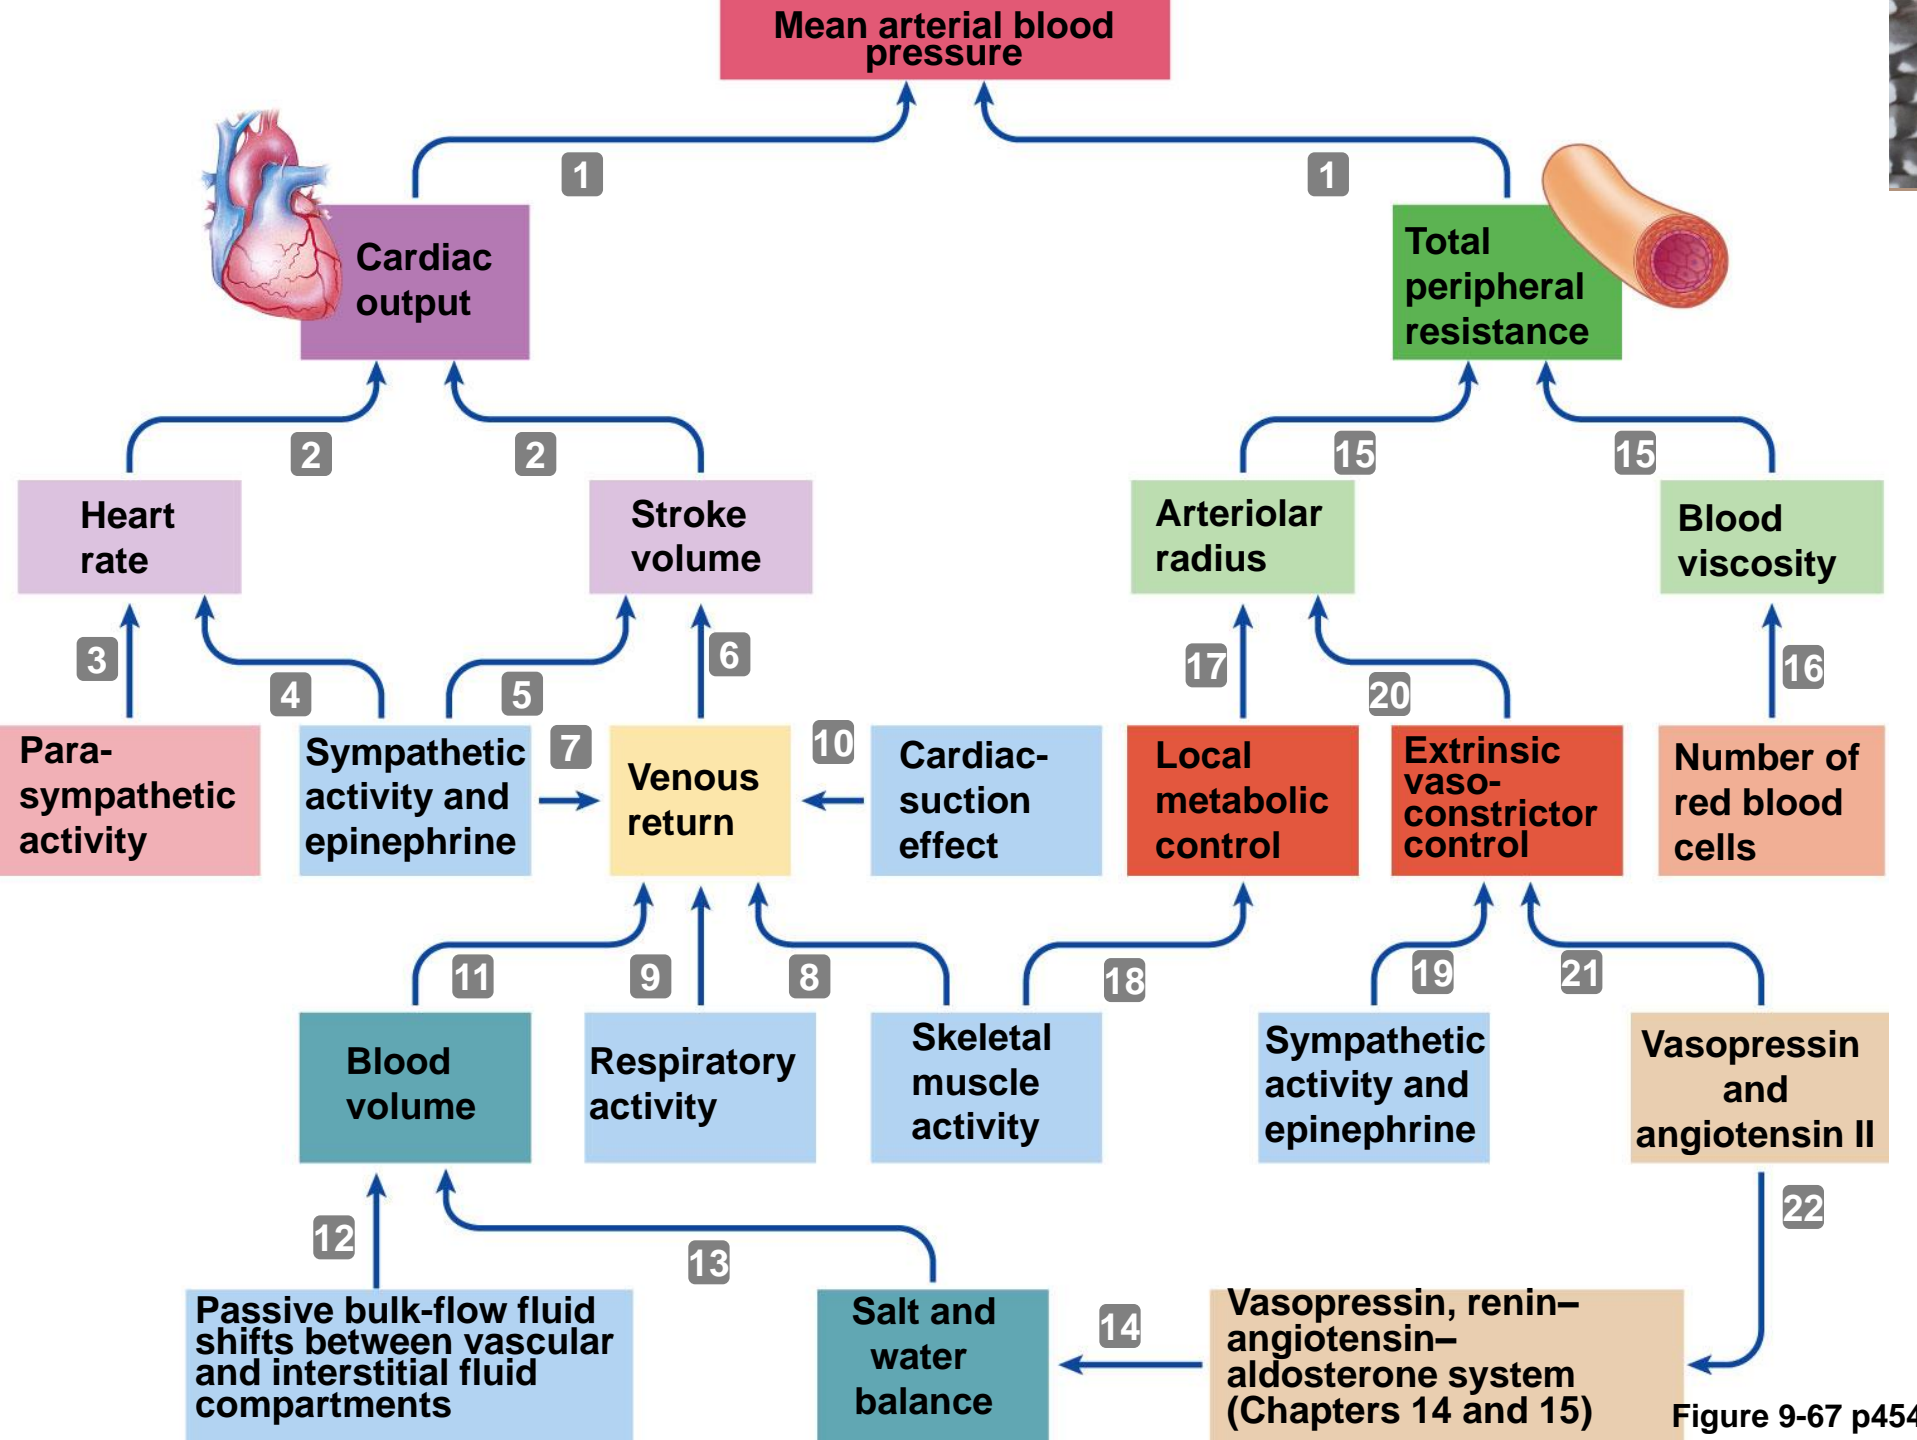 Mean arterial blood
pressure
1
1
Cardiac
output
Total
peripheral
resistance
2
2
15
15
Heart
rate
Stroke
volume
Arteriolar
radius
Blood
viscosity
3
4
5
6
17
20
16
Para-
sympathetic
activity
Sympathetic
activity and
epinephrine
7
Venous
return
10
Cardiac-
suction
effect
Local
metabolic
control
Extrinsic
vaso-
constrictor
control
Number of
red blood
cells
11
9
8
18
19
21
Blood
volume
Respiratory
activity
Skeletal
muscle
activity
Sympathetic
activity and
epinephrine
Vasopressin
and
angiotensin II
12
13
22
Passive bulk-flow fluid
shifts between vascular
and interstitial fluid
compartments
Salt and
water
balance
14
Vasopressin, renin–
angiotensin–
aldosterone system
(Chapters 14 and 15)
Figure 9-67 p454